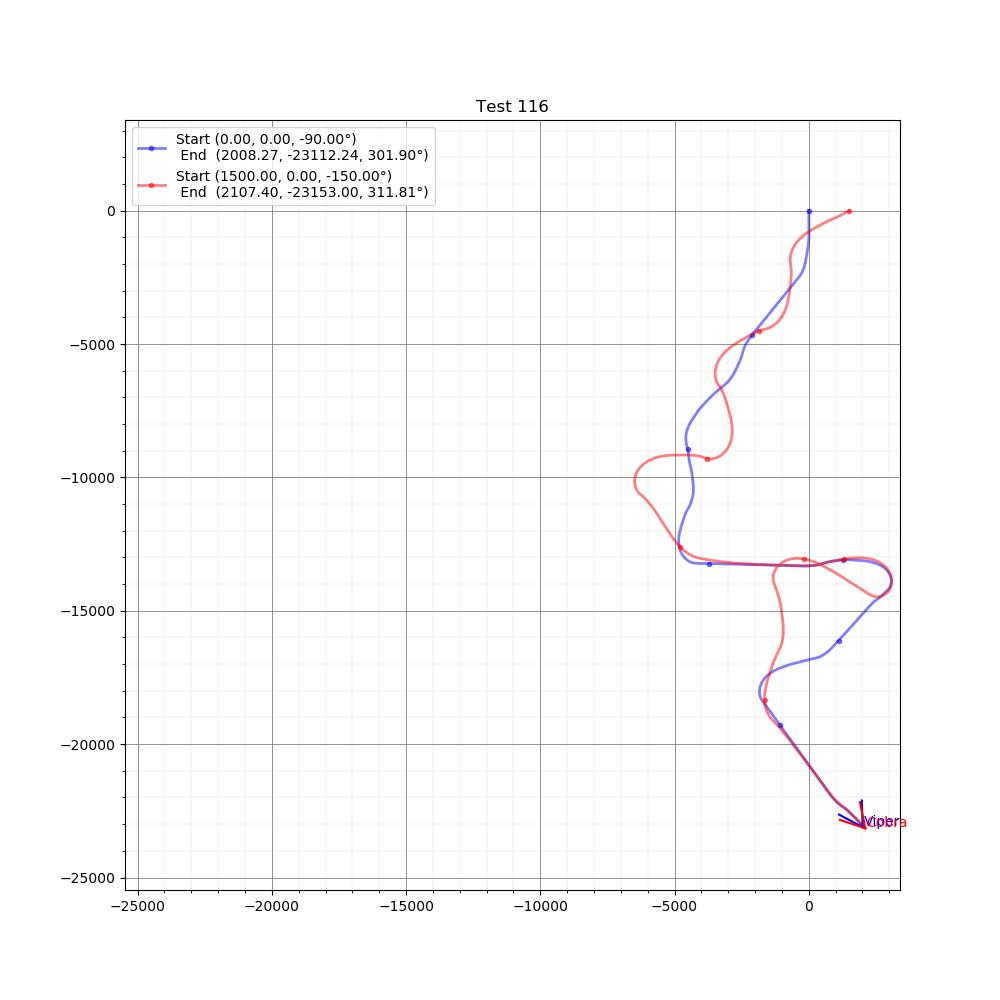 Test 116
Start (0.00, 0.00, -90.00°)
End  (2008.27, -23112.24, 301.90°)
Start (1500.00, 0.00, -150.00°)
End  (2107.40, -23153.00, 311.81°)
0
−5000
−10000
−15000
−20000
−25000
Viper
Cobra
−25000
−20000
−15000
−10000
−5000
0